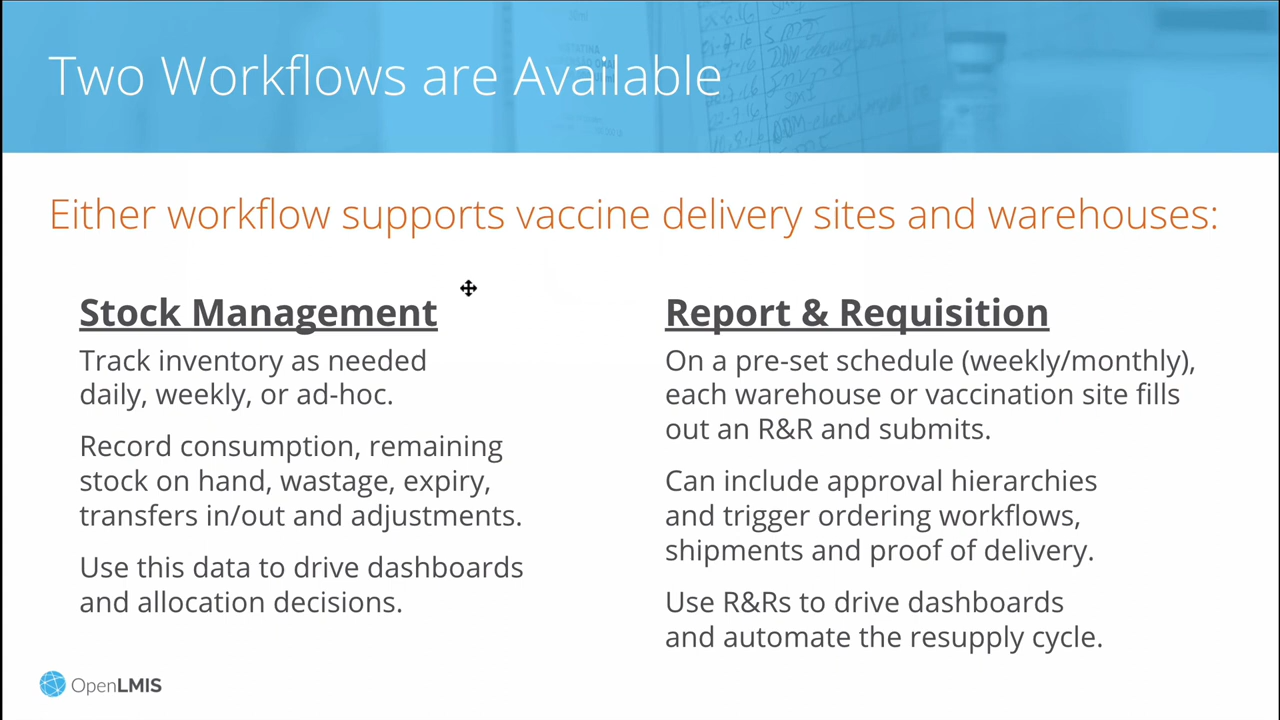 Two Workflows are Available
Either workflow supports vaccine delivery sites and warehouses:
Stock Management
Track inventory as needed
daily, weekly, or ad-hoc.
Record consumption, remaining
stock on hand, wastage, expiry,
transfers in/out and adjustments.
Use this data to drive dashboards
and allocation decisions.
Report & Requisition
On a pre-set schedule (weekly/monthly),
each warehouse or vaccination site fills
out an R&R and submits.
Can include approval hierarchies
and trigger ordering workflows,
shipments and proof of delivery.
Use R&Rs to drive dashboards
and automate the resupply cycle.
OpenLMIS